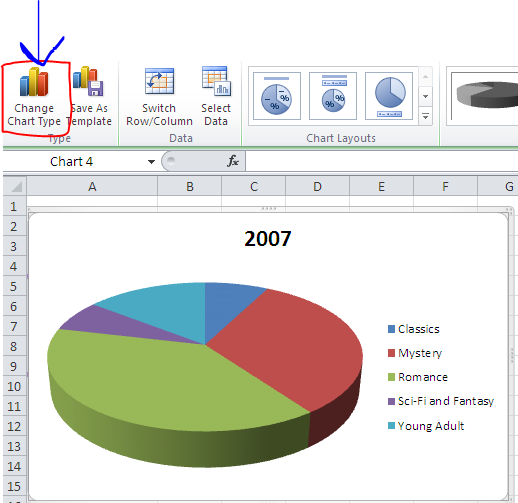 Change
Chart Type
Save As
Template
Switch
Row/Column
Select
Data
Type
Data
Chart Layouts
Chart 4
fx
A B C D E F G
1
2
3
4
5
6
7
8
9
10
11
12
13
14
15
16
2007
Classics
Mystery
Romance
Sci-Fi and Fantasy
Young Adult
%
%
%
%